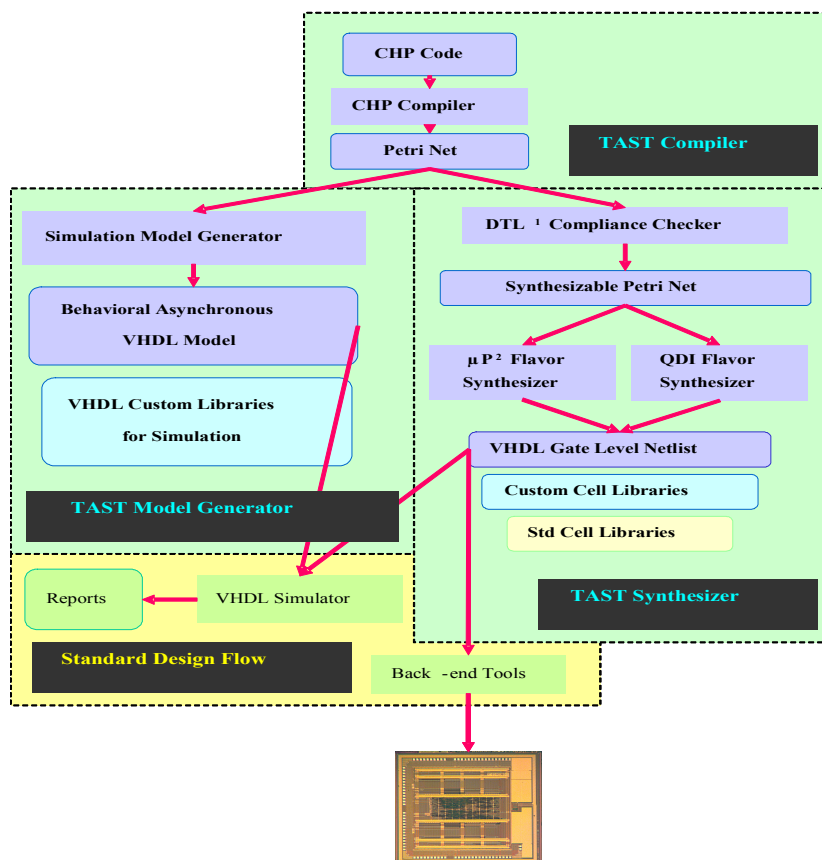 CHP Code
CHP Compiler
Petri Net
TAST Compiler
Simulation Model Generator
Behavioral Asynchronous
VHDL Model
VHDL Custom Libraries
for Simulation
TAST Model Generator
DTL ¹ Compliance Checker
Synthesizable Petri Net
µ P² Flavor
Synthesizer
QDI Flavor
Synthesizer
VHDL Gate Level Netlist
Custom Cell Libraries
Std Cell Libraries
TAST Synthesizer
Reports
VHDL Simulator
Standard Design Flow
Back -end Tools